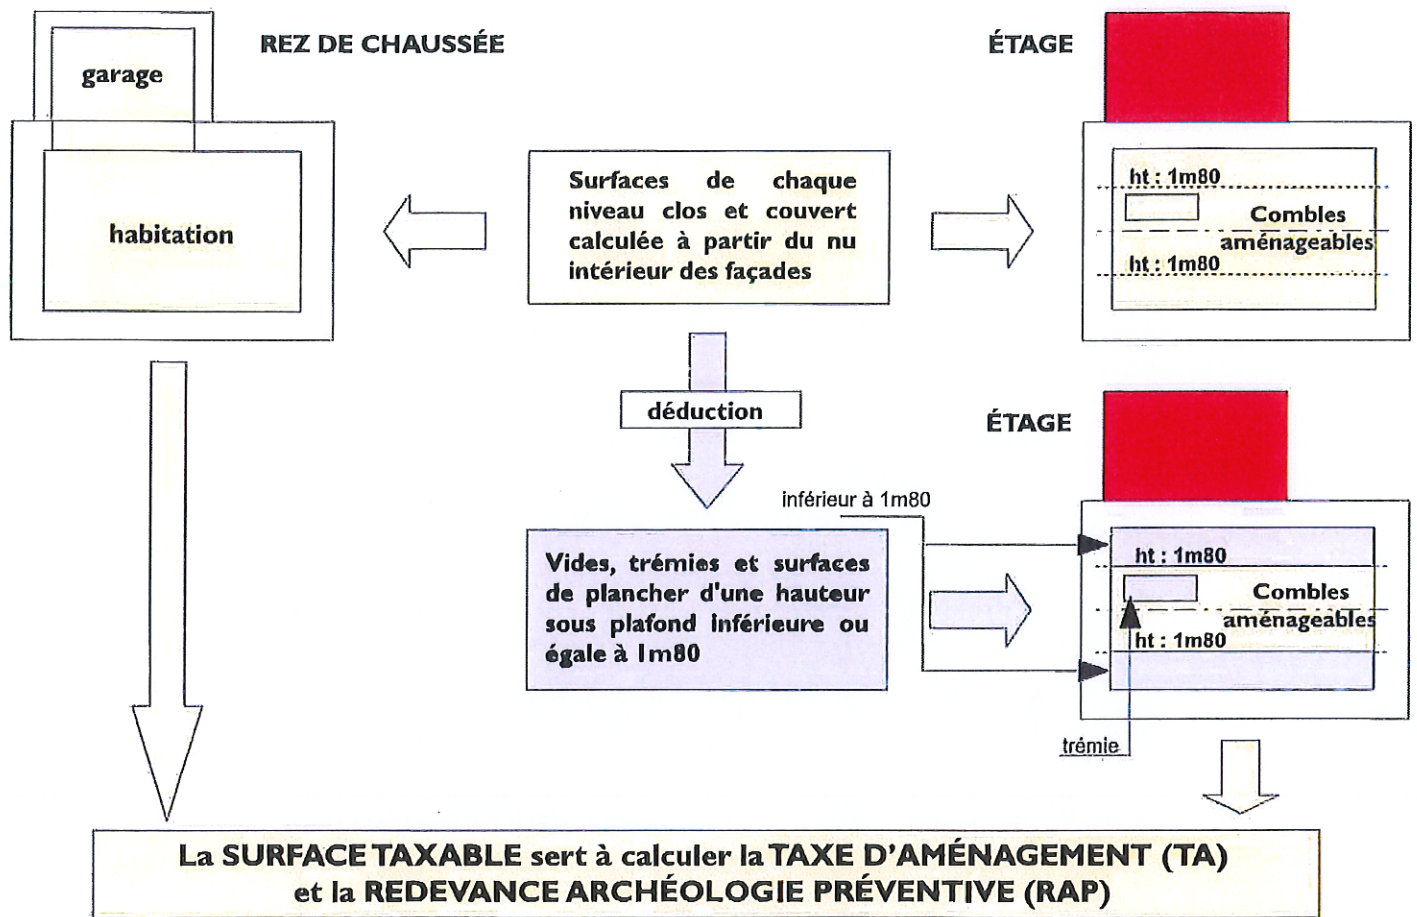 REZ DE CHAUSSÉE
ÉTAGE
garage
habitation
Surfaces de chaque
niveau clos et couvert
calculée à partir du nu
intérieur des façades
ht : 1m80
Combles
aménageables
ht : 1m80
déduction
ÉTAGE
inférieur à 1m80
Vides, trémies et surfaces
de plancher d'une hauteur
sous plafond inférieure ou
égale à 1m80
ht : 1m80
Combles
aménageables
ht : 1m80
trémie
La SURFACE TAXABLE sert à calculer la TAXE D'AMÉNAGEMENT (TA)
et la REDEVANCE ARCHÉOLOGIE PRÉVENTIVE (RAP)